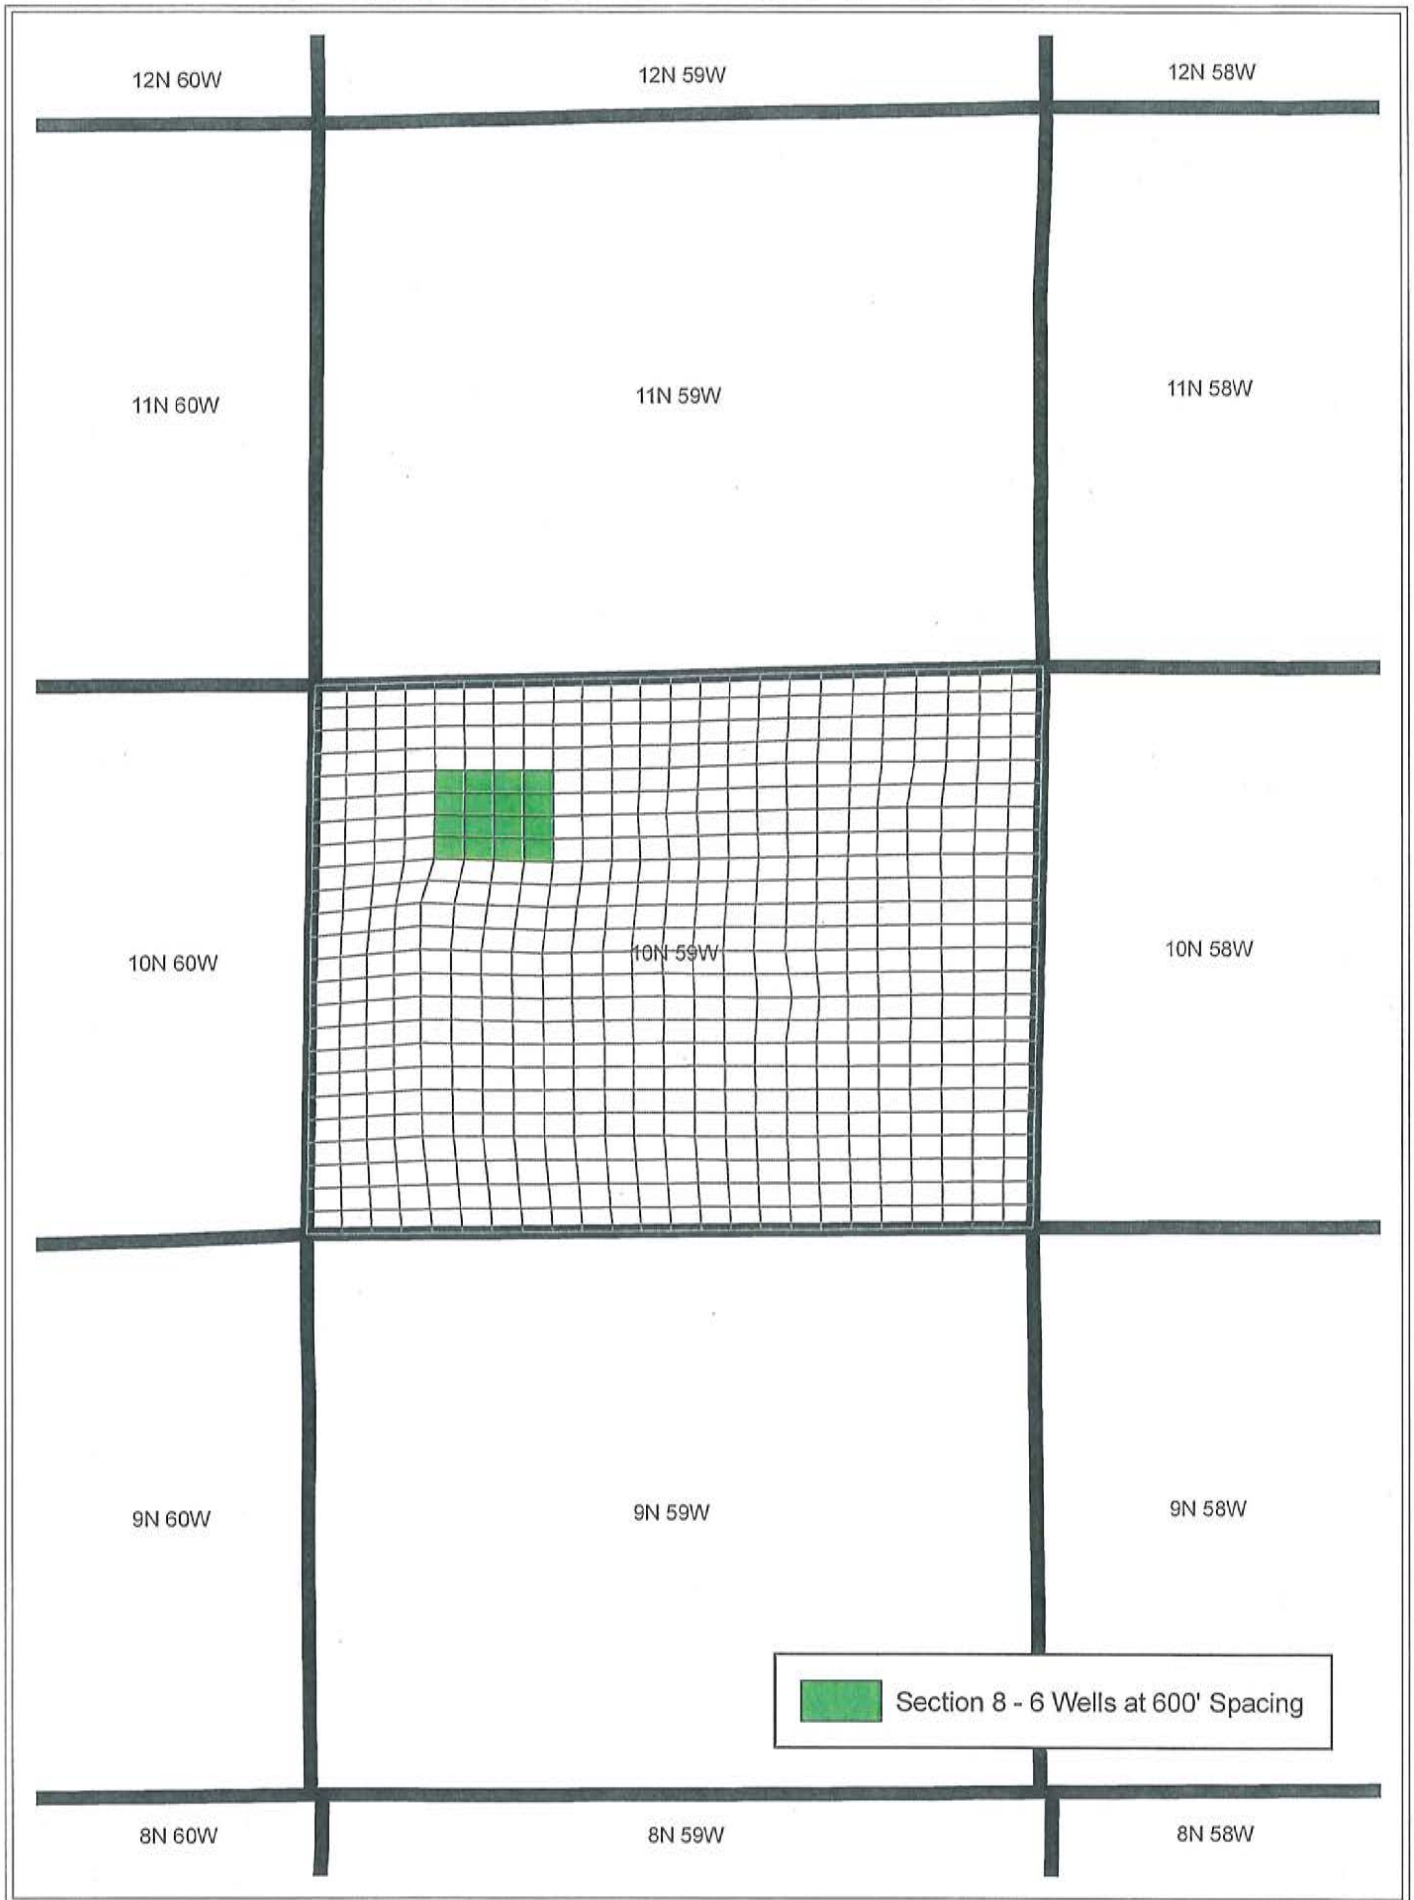 12N 60W
12N 59W
12N 58W
11N 60W
11N 59W
11N 58W
10N 60W
10N 59W
10N 58W
9N 60W
9N 59W
9N 58W
Section 8 - 6 Wells at 600' Spacing
8N 60W
8N 59W
8N 58W